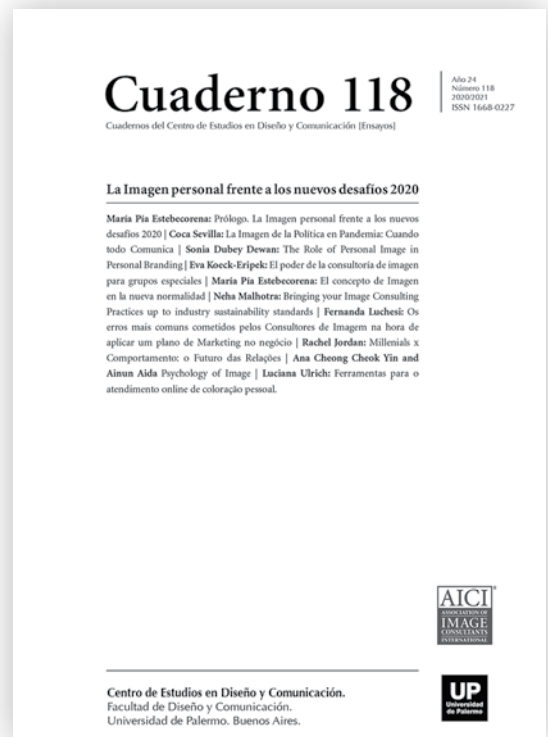 Cuaderno 118
Cuadernos del Centro de Estudios en Diseño y Comunicación [Ensayos]
Año 24
Número 118
2020/2021
ISSN 1668-0227
La Imagen personal frente a los nuevos desafíos 2020
María Pía Estebecorena: Prólogo. La Imagen personal frente a los nuevos
desafíos 2020 | Coca Sevilla: La Imagen de la Política en Pandemia: Cuando
todo Comunica | Sonia Dubey Dewan: The Role of Personal Image in
Personal Branding | Eva Koeck-Eripek: El poder de la consultoría de imagen
para grupos especiales | María Pía Estebecorena: El concepto de Imagen
en la nueva normalidad | Neha Malhotra: Bringing your Image Consulting
Practices up to industry sustainability standards | Fernanda Luchesi: Os
erros mais comuns cometidos pelos Consultores de Imagem na hora de
aplicar um plano de Marketing no negócio | Rachel Jordan: Millenials x
Comportamento: o Futuro das Relações | Ana Cheong Cheok Yin and
Ainun Aida Psychology of Image | Luciana Ulrich: Ferramentas para o
atendimento online de coloração pessoal.
AICI
ASSOCIATION OF
IMAGE
CONSULTANTS
INTERNATIONAL
Centro de Estudios en Diseño y Comunicación.
Facultad de Diseño y Comunicación.
Universidad de Palermo. Buenos Aires.
UP
Universidad
de Palermo